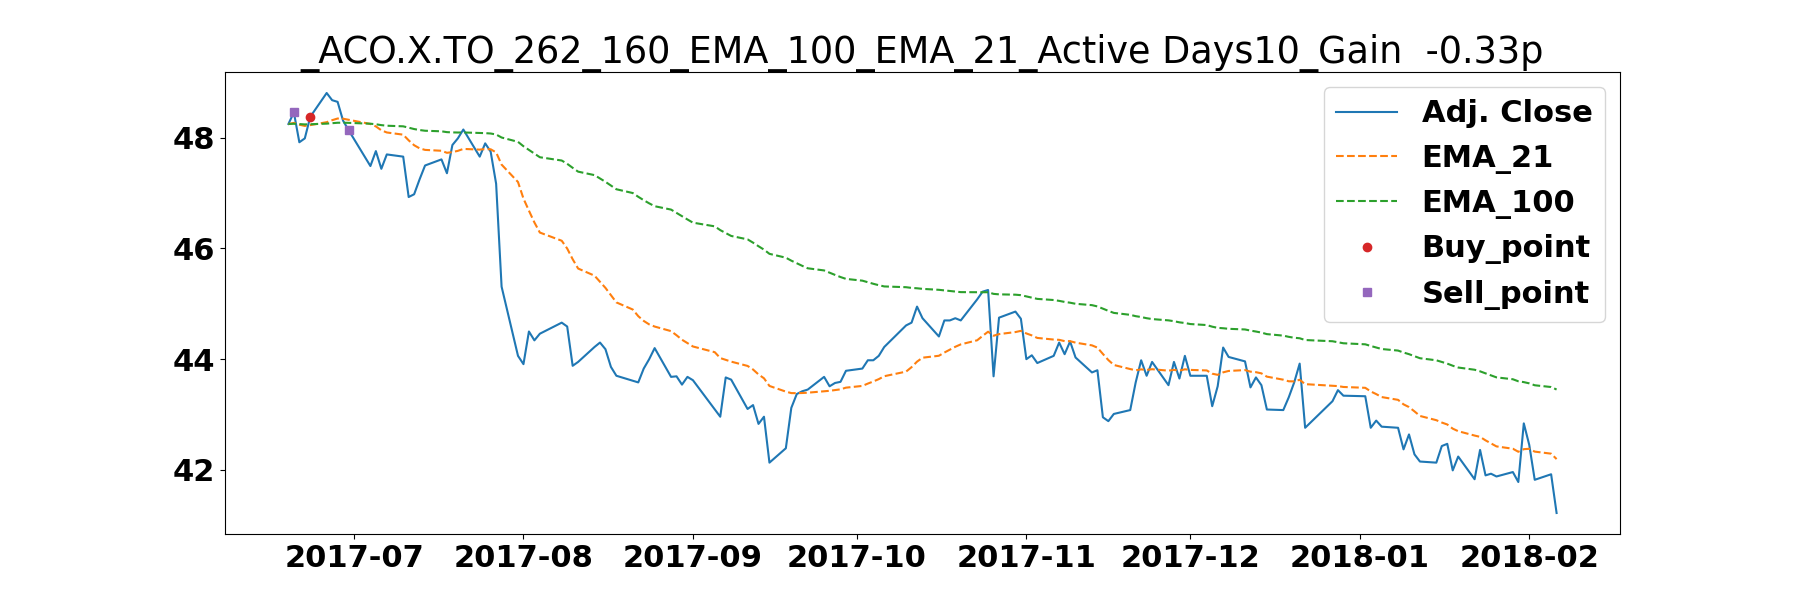 _ACO.X.TO_262_160_EMA_100_EMA_21_Active Days10_Gain  -0.33p
Adj. Close
EMA_21
EMA_100
Buy_point
Sell_point
48
46
44
42
2017-07 2017-08 2017-09 2017-10 2017-11 2017-12 2018-01 2018-02